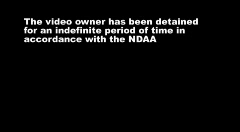 The video owner has been detained
for an indefinite period of time in
accordance with the NDAA